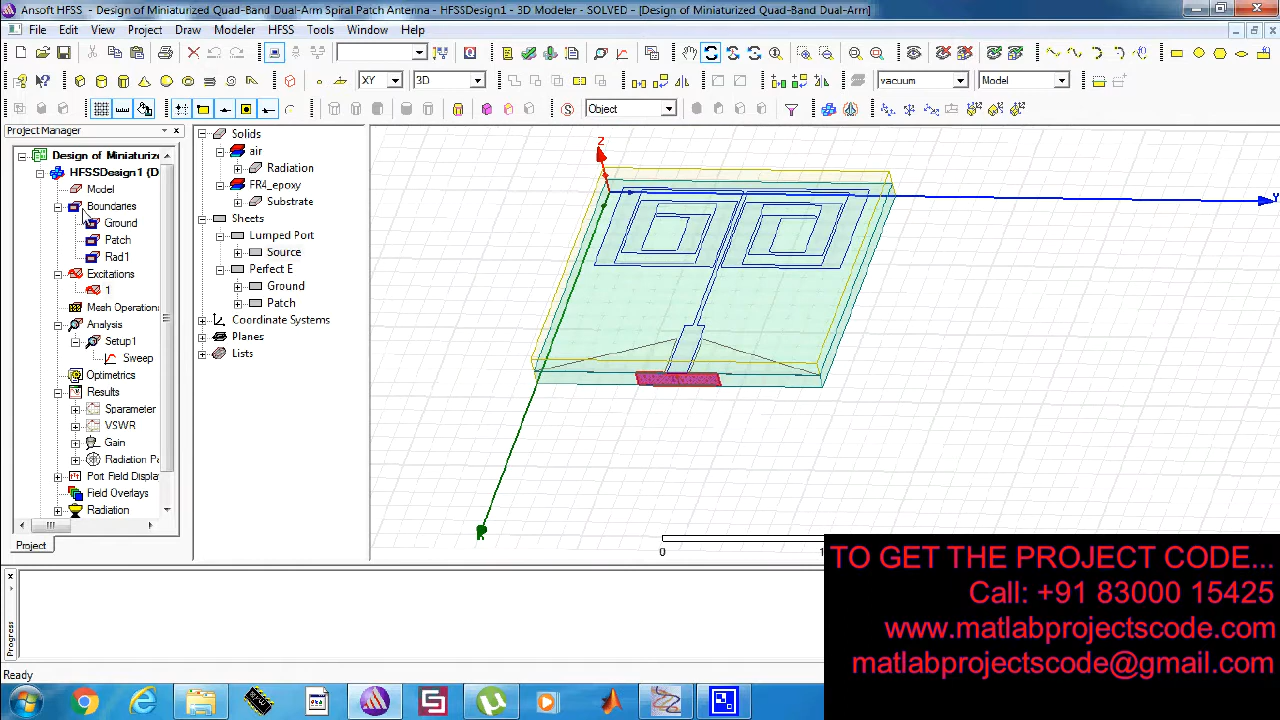 Ansoft HFSS - Design of Miniaturized Quad-Band Dual-Arm Spiral Patch Antenna - HFSSDesign1 - 3D Modeler - SOLVED - [Design of Miniaturized Quad-Band Dual-Arm]
File Edit View Project Draw Modeler HFSS Tools Window Help
XY 3D vacuum Model
Object
Project Manager
Design of Miniaturize
HFSSDesign1 (D
Model
Boundaries
Ground
Patch
Rad1
Excitations
1
Mesh Operation
Analysis
Setup1
Sweep
Optimetrics
Results
Sparameter
VSWR
Gain
Radiation Pa
Port Field Displa
Field Overlays
Radiation
Project
Solids
air
Radiation
FR4_epoxy
Substrate
Sheets
Lumped Port
Source
Perfect E
Ground
Patch
Coordinate Systems
Planes
Lists
Z
Y
0
1
Progress
Ready
TO GET THE PROJECT CODE...
Call: +91 83000 15425
www.matlabprojectscode.com
matlabprojectscode@gmail.com